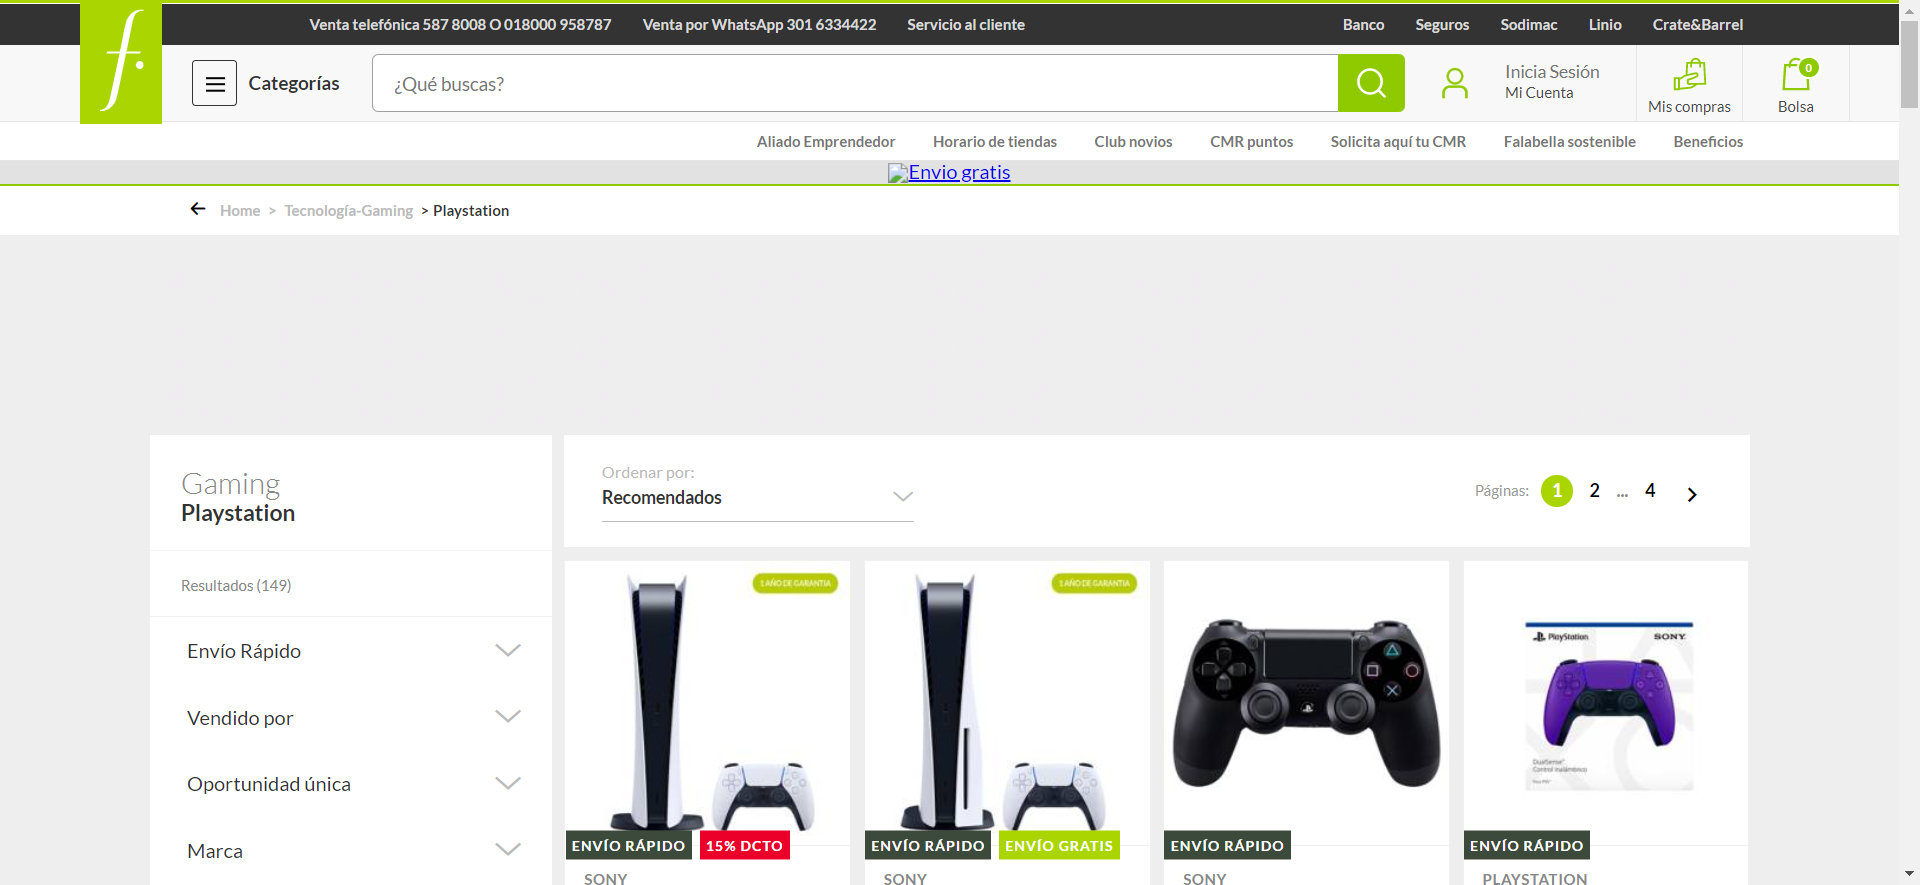 Venta telefónica 587 8008 O 018000 958787 Venta por WhatsApp 301 6334422 Servicio al cliente Banco Seguros Sodimac Linio Crate&Barrel
f.
Categorías ¿Qué buscas? Inicia Sesión
Mi Cuenta
0
Mis compras Bolsa
Aliado Emprendedor Horario de tiendas Club novios CMR puntos Solicita aquí tu CMR Falabella sostenible Beneficios
Envio gratis
Home > Tecnología-Gaming > Playstation
Gaming
Playstation
Resultados (149)
Envío Rápido
Vendido por
Oportunidad única
Marca
Ordenar por:
Recomendados
Páginas: 1 2 ... 4
1 AÑO DE GARANTIA
ENVÍO RÁPIDO 15% DCTO
SONY
1 AÑO DE GARANTIA
ENVÍO RÁPIDO ENVÍO GRATIS
SONY
ENVÍO RÁPIDO
SONY
PlayStation SONY
DualSense
Control inalámbrico
ENVÍO RÁPIDO
PLAYSTATION